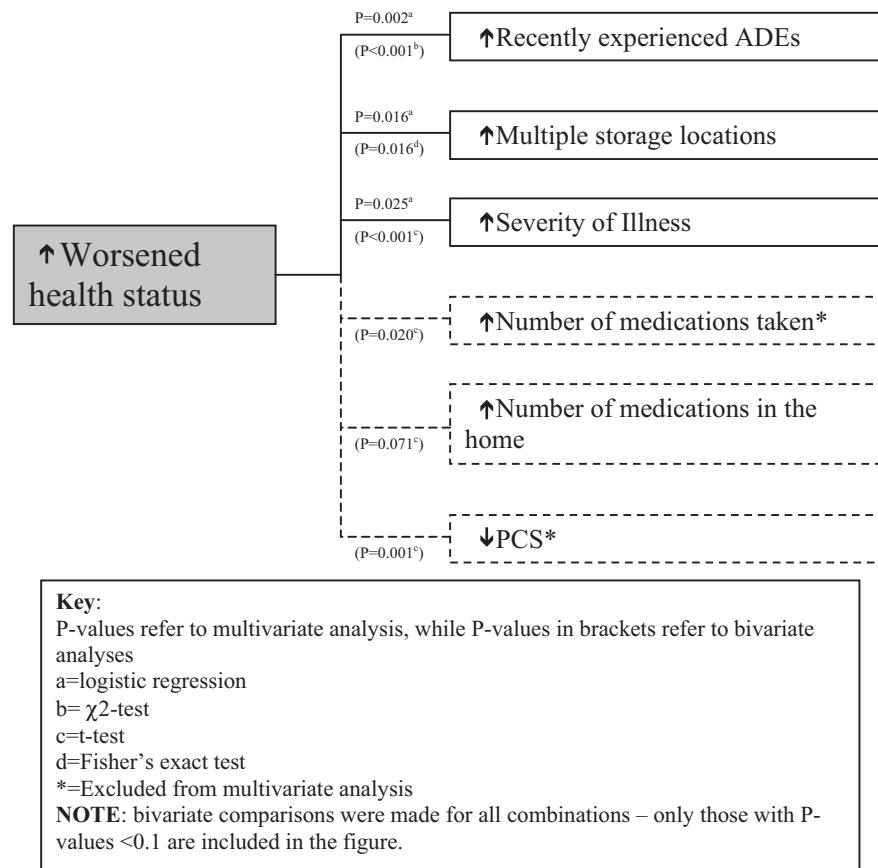 P=0.002ᵃ
↑Recently experienced ADEs
(P<0.001ᵇ)
P=0.016ᵃ
↑Multiple storage locations
(P=0.016ᵈ)
P=0.025ᵃ
↑Severity of Illness
(P<0.001ᶜ)
↑Worsened
health status
↑Number of medications taken*
(P=0.020ᶜ)
↑Number of medications in the
home
(P=0.071ᶜ)
↓PCS*
(P=0.001ᶜ)
Key:
P-values refer to multivariate analysis, while P-values in brackets refer to bivariate
analyses
a=logistic regression
b= χ2-test
c=t-test
d=Fisher’s exact test
*=Excluded from multivariate analysis
NOTE: bivariate comparisons were made for all combinations – only those with P-
values <0.1 are included in the figure.